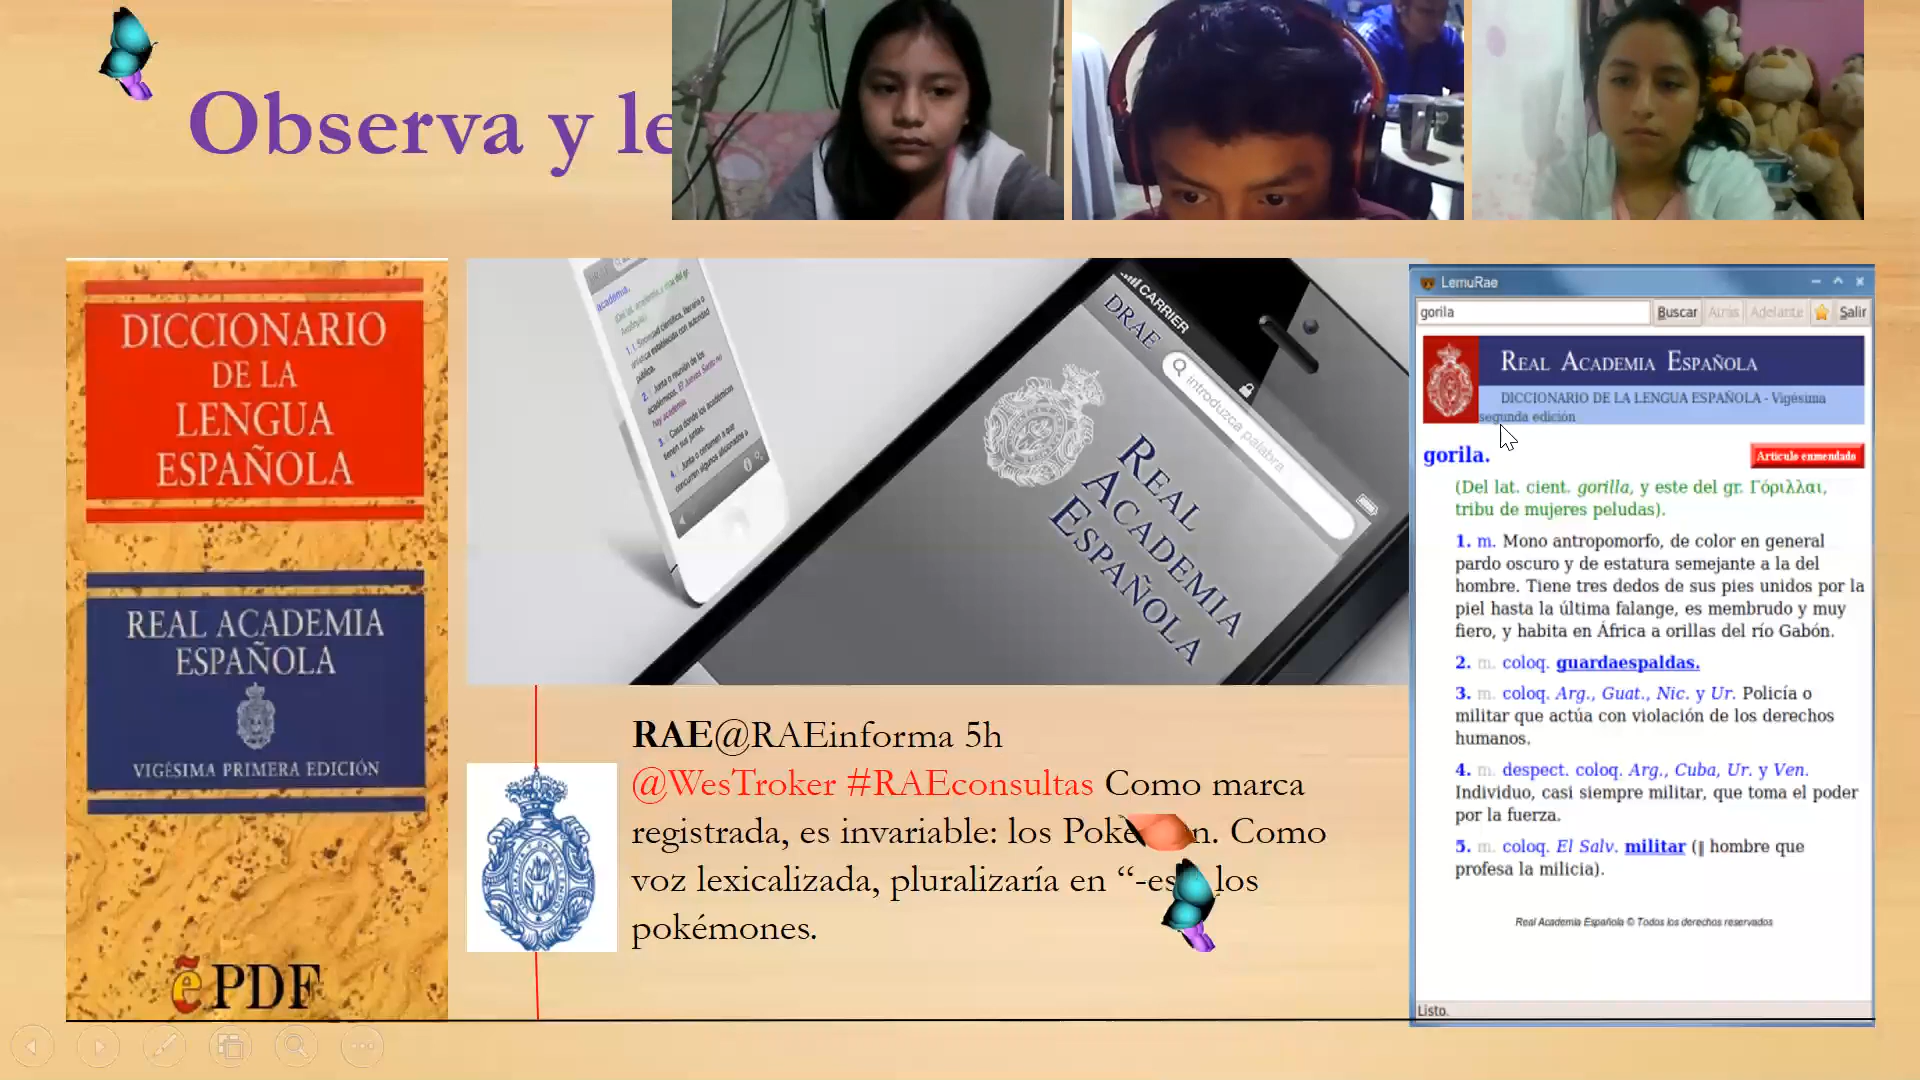 Observa y le
DICCIONARIO
DE LA
LENGUA
ESPAÑOLA
REAL ACADEMIA
ESPAÑOLA
VIGÉSIMA PRIMERA EDICIÓN
ẽ PDF
academia.
CARRIER
DRAE
introduzca palabra
REAL
ACADEMIA
ESPAÑOLA
RAE@RAEinforma 5h
@WesTroker #RAEconsultas Como marca
registrada, es invariable: los Poké n. Como
voz lexicalizada, pluralizaría en “-es los
pokémones.
LemuRae
gorila Buscar Atrás Adelante Salir
REAL ACADEMIA ESPAÑOLA
DICCIONARIO DE LA LENGUA ESPAÑOLA - Vigésima
segunda edición
gorila. Artículo enmendado
(Del lat. cient. gorilla, y este del gr. Γόριλλαι,
tribu de mujeres peludas).
1. m. Mono antropomorfo, de color en general
pardo oscuro y de estatura semejante a la del
hombre. Tiene tres dedos de sus pies unidos por la
piel hasta la última falange, es membrudo y muy
fiero, y habita en África a orillas del río Gabón.
2. m. coloq. guardaespaldas.
3. m. coloq. Arg., Guat., Nic. y Ur. Policía o
militar que actúa con violación de los derechos
humanos.
4. m. despect. coloq. Arg., Cuba, Ur. y Ven.
Individuo, casi siempre militar, que toma el poder
por la fuerza.
5. m. coloq. El Salv. militar (‖ hombre que
profesa la milicia).
Real Academia Española © Todos los derechos reservados
Listo.